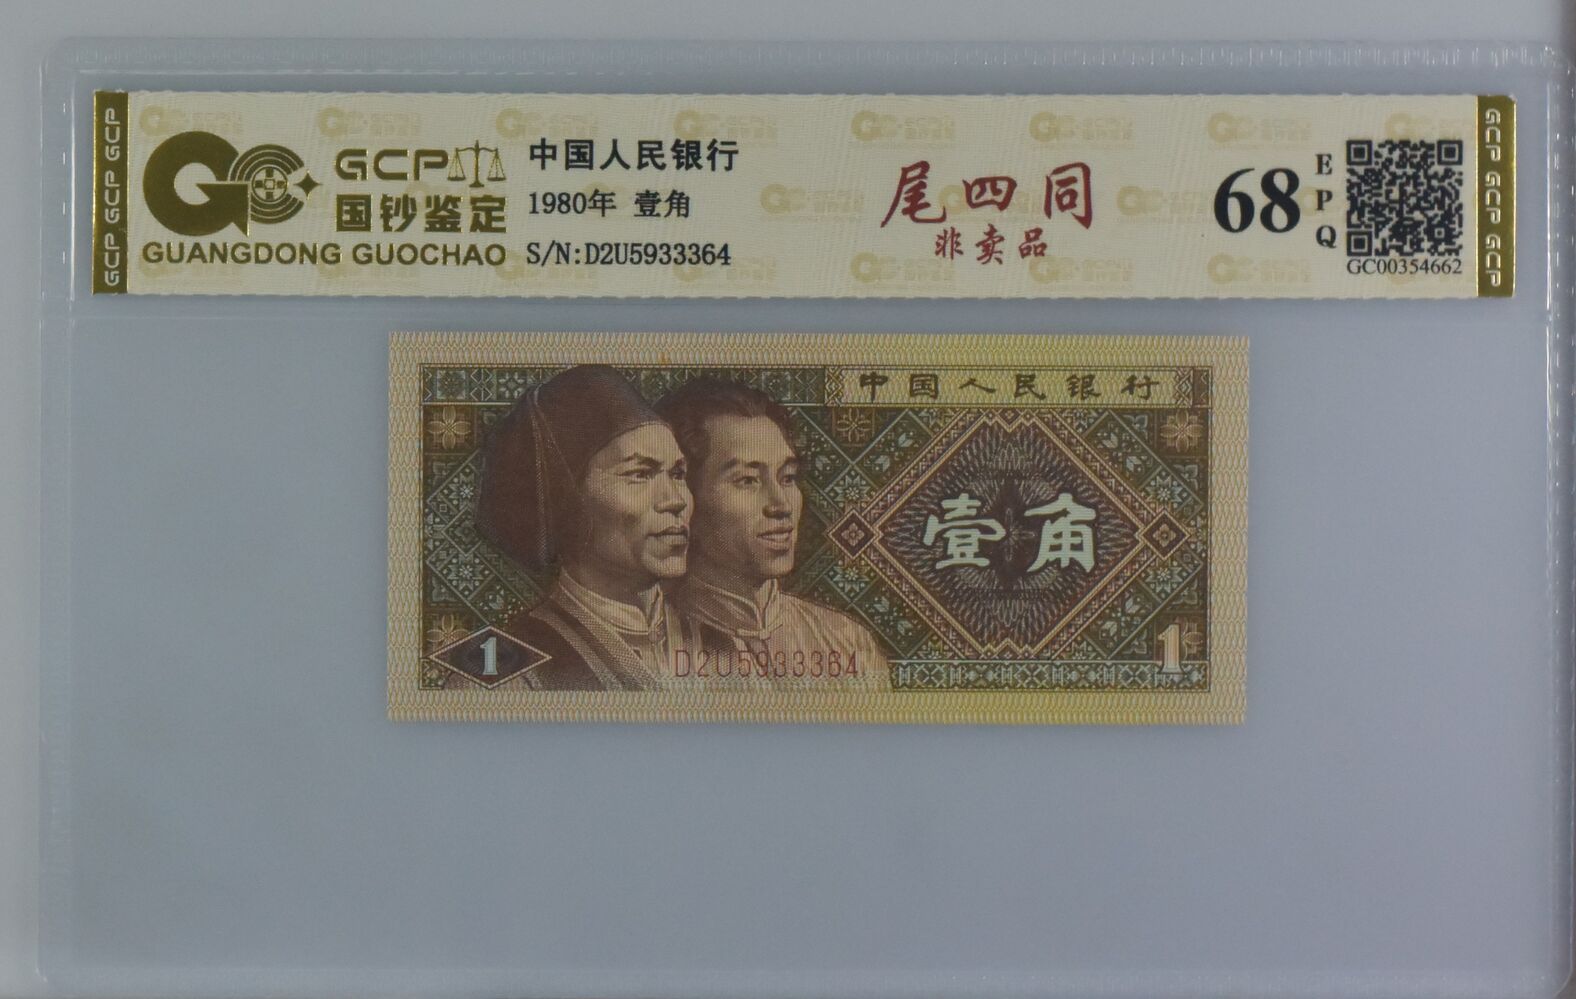 GCP GCP GCP
GCP
国钞鉴定
GUANGDONG GUOCHAO
中国人民银行
1980年 壹角
S/N:D2U5933364
尾四同
非卖品
68
EPQ
GC00354662
GCP GCP GCP
中国人民银行
壹角
1
D2U5933364
1